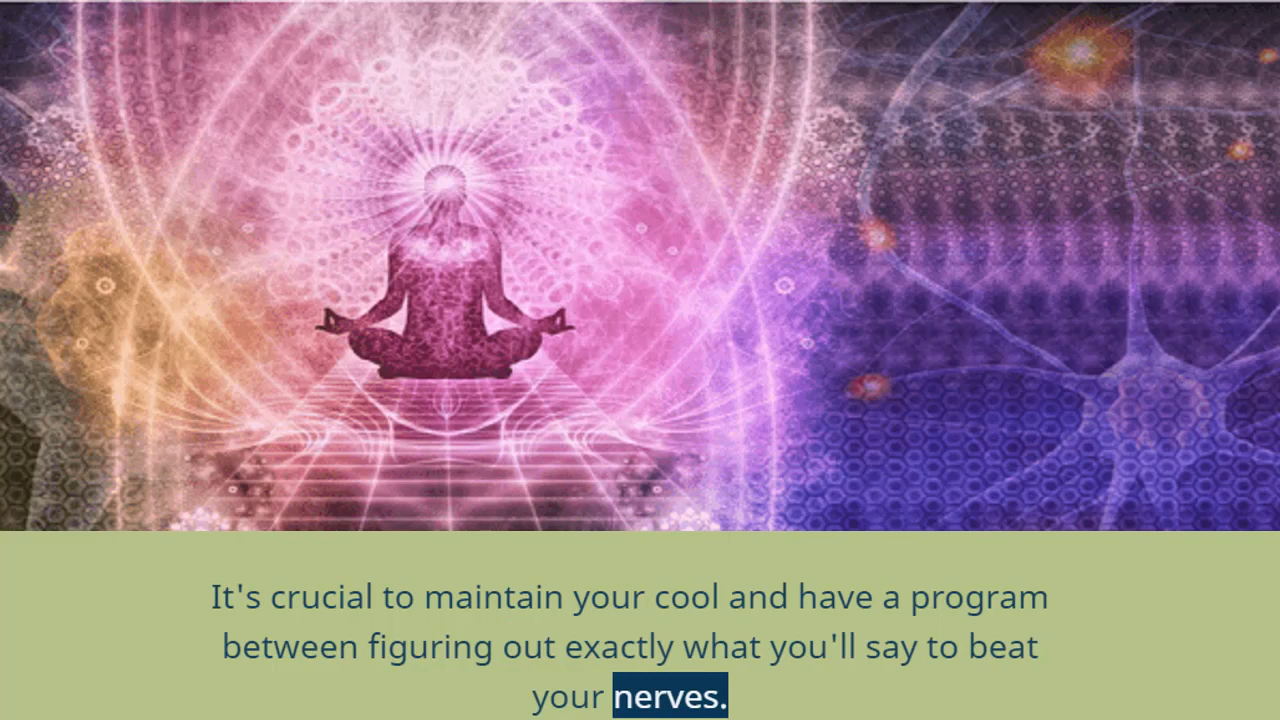 It's crucial to maintain your cool and have a program
between figuring out exactly what you'll say to beat
your nerves.